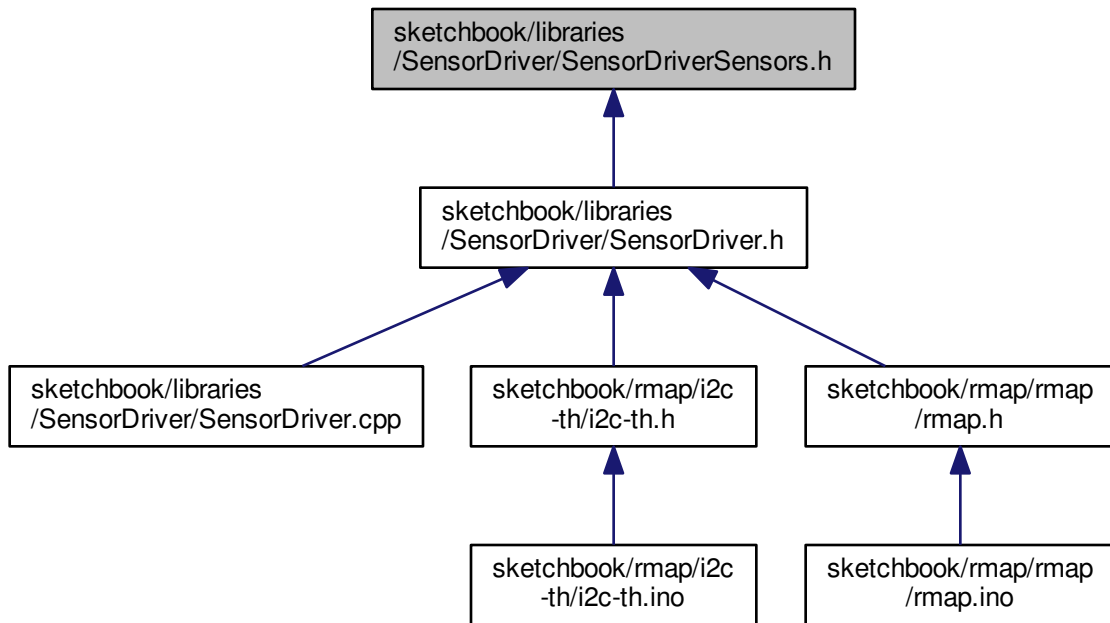 sketchbook/libraries
/SensorDriver/SensorDriverSensors.h
sketchbook/libraries
/SensorDriver/SensorDriver.h
sketchbook/libraries
/SensorDriver/SensorDriver.cpp
sketchbook/rmap/i2c
-th/i2c-th.h
sketchbook/rmap/rmap
/rmap.h
sketchbook/rmap/i2c
-th/i2c-th.ino
sketchbook/rmap/rmap
/rmap.ino